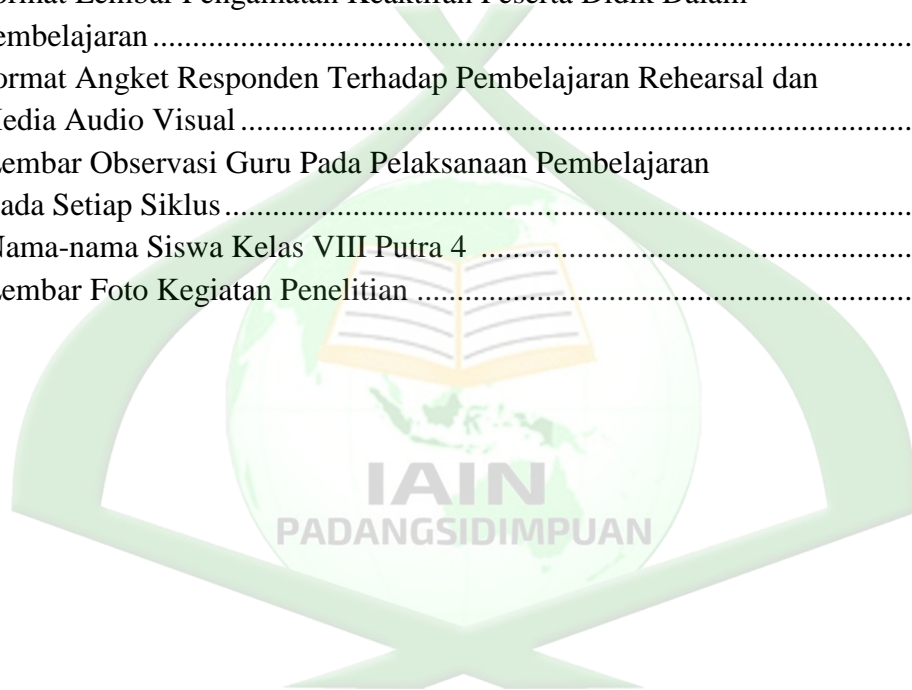 ormat Lembar Pengamatan Keaktifan Peserta Didik Dalam
embelajaran ................................................................................................
ormat Angket Responden Terhadap Pembelajaran Rehearsal dan
Media Audio Visual ....................................................................................
embar Observasi Guru Pada Pelaksanaan Pembelajaran
ada Setiap Siklus ......................................................................................
Nama-nama Siswa Kelas VIII Putra 4 ......................................................
embar Foto Kegiatan Penelitian ..............................................................
IAIN
PADANGSIDIMPUAN